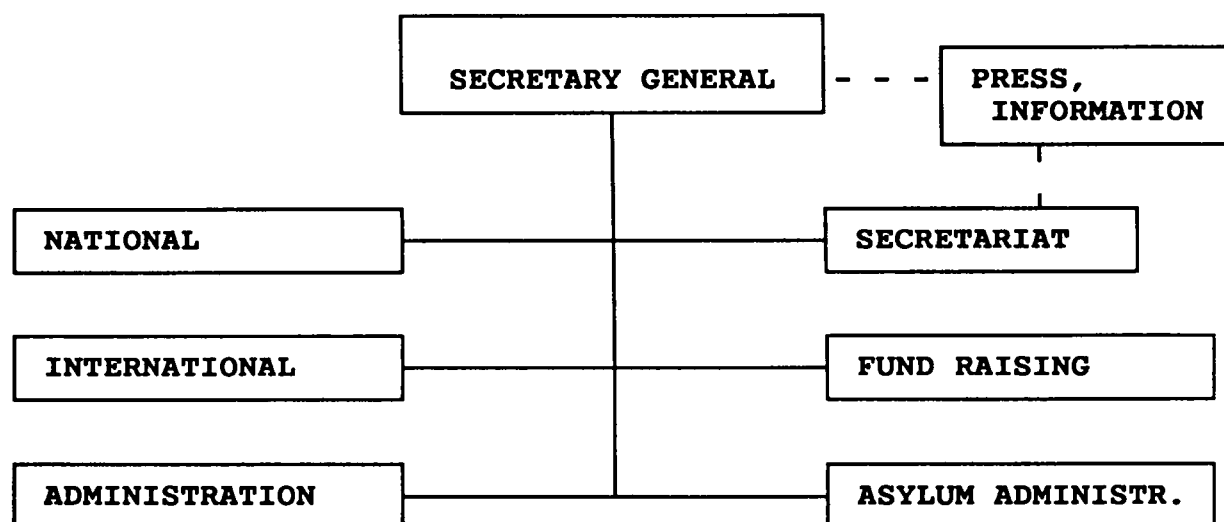 SECRETARY GENERAL
PRESS,
INFORMATION
NATIONAL
SECRETARIAT
INTERNATIONAL
FUND RAISING
ADMINISTRATION
ASYLUM ADMINISTR.